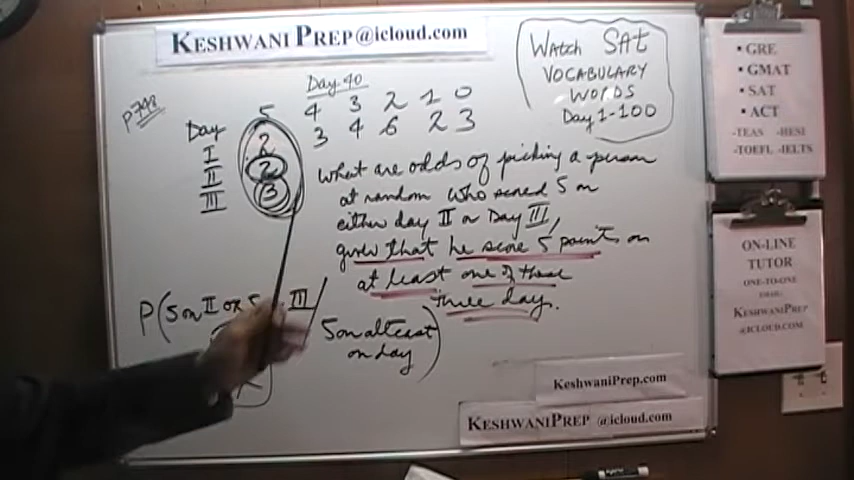 KESHWANI PREP@icloud.com
Watch SAT
VOCABULARY
WORDS
Day 1-100
• GRE
• GMAT
• SAT
• ACT
-TEAS -HESI
-TOEFL -IELTS
Day 40
Day 5 4 3 2 1 0
I 2 3 4 6 2 3
II 2
III 3
What are odds of picking a person
at random who scored 5 on
either day II or Day III,
given that he score 5 points on
at least one of these
three day.
P(5 on II or 5 III
5 on atleast
on day)
ON-LINE
TUTOR
ONE-TO-ONE
KESHWANIPREP
@ICLOUD.COM
KeshwaniPrep.com
KESHWANIPREP @icloud.com